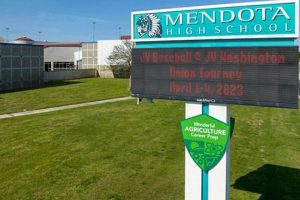 MENDOTA
HIGH SCHOOL
JV Baseball @ JV Washington
Union Tourney
April 1-4, 2023
Wonderful
AGRICULTURE
Career Prep